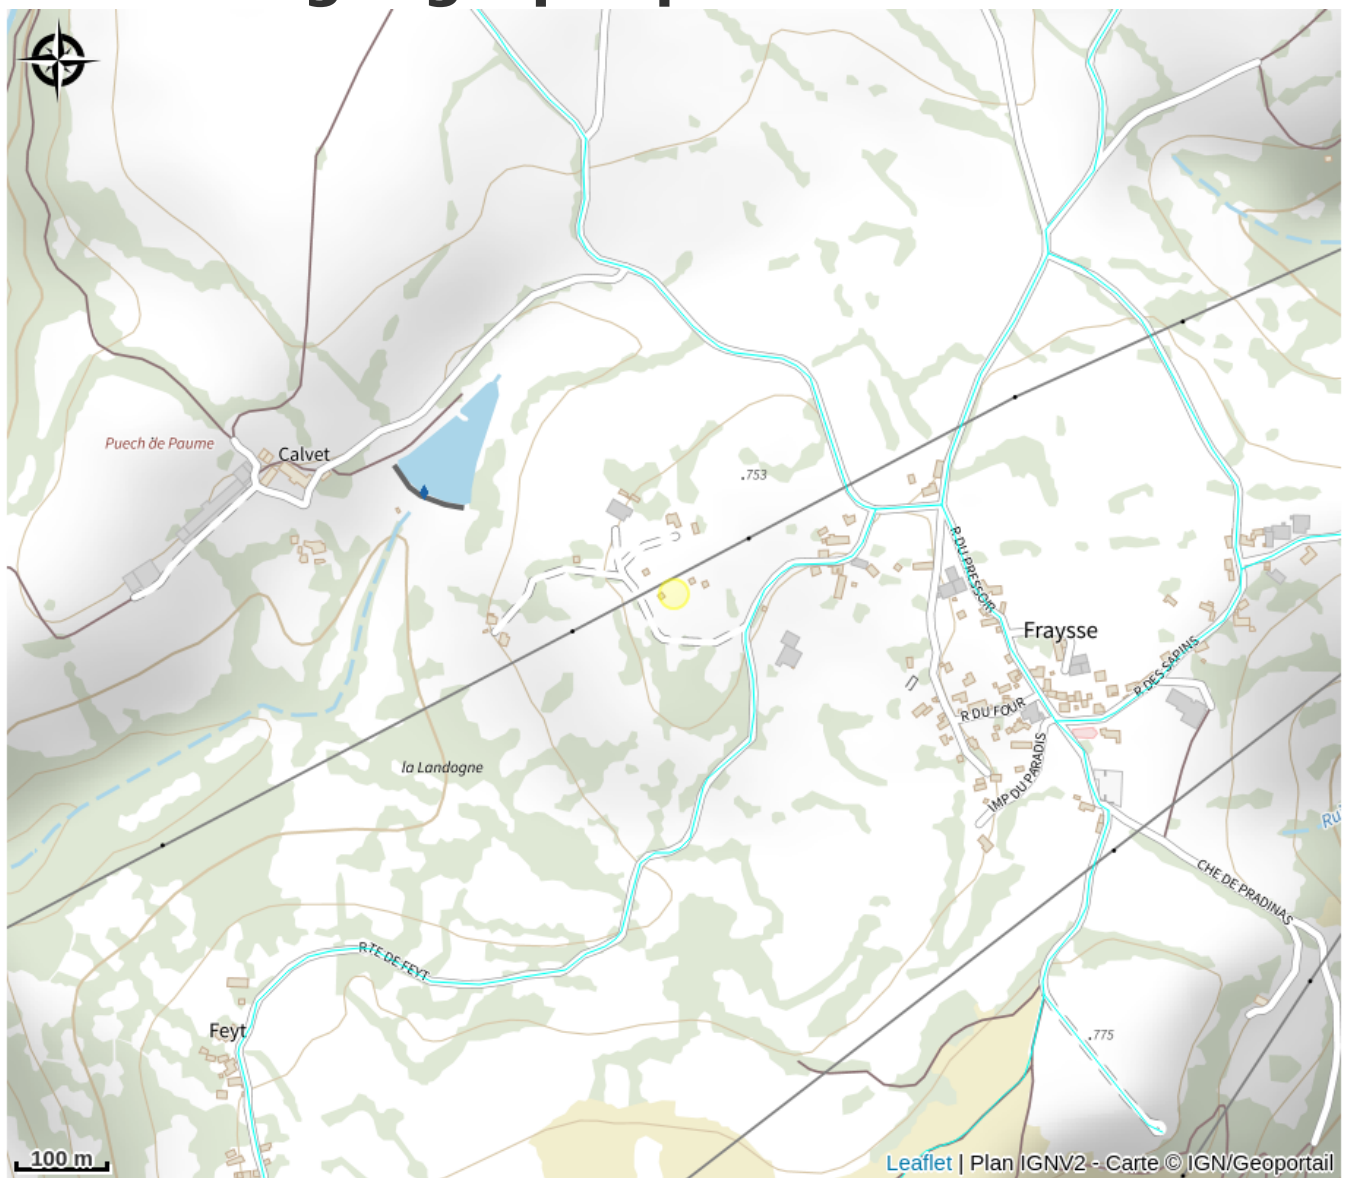 Puech de Paume
Calvet
.753
R DU PRESSOIR
Fraysse
R DES SAPINS
R DU FOUR
IMP DU PARADIS
la Landogne
CHE DE PRADINAS
RTE DE FEYT
Feyt
.775
100 m
Leaflet | Plan IGNV2 - Carte © IGN/Geoportail